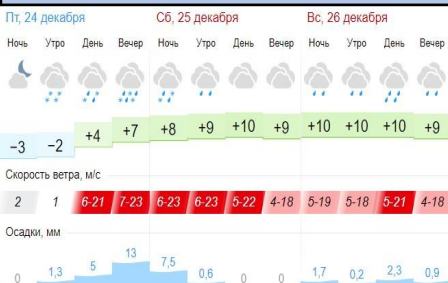 Пт, 24 декабря Сб, 25 декабря Вс, 26 декабря
Ночь Утро День Вечер Ночь Утро День Вечер Ночь Утро День Вечер
−3 −2 +4 +7 +8 +9 +10 +9 +10 +10 +10 +9
Скорость ветра, м/с
2 1 6-21 7-23 6-23 6-23 5-22 4-18 5-19 5-18 5-21 4-18
Осадки, мм
0 1,3 5 13 7,5 0,6 0 0 1,7 0,2 2,3 0,9